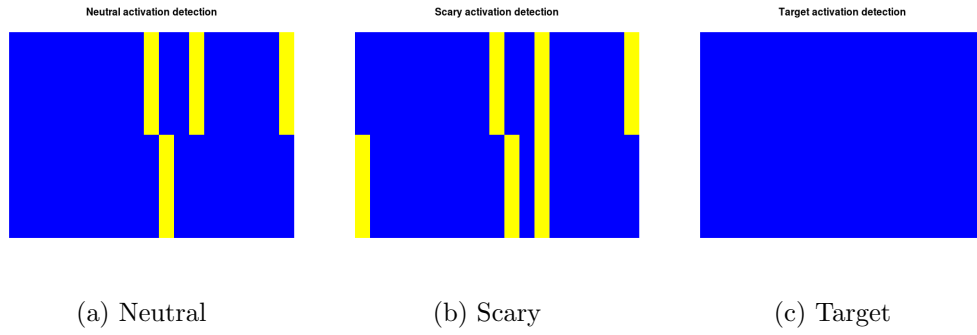 Neutral activation detection
Scary activation detection
Target activation detection
(a) Neutral
(b) Scary
(c) Target